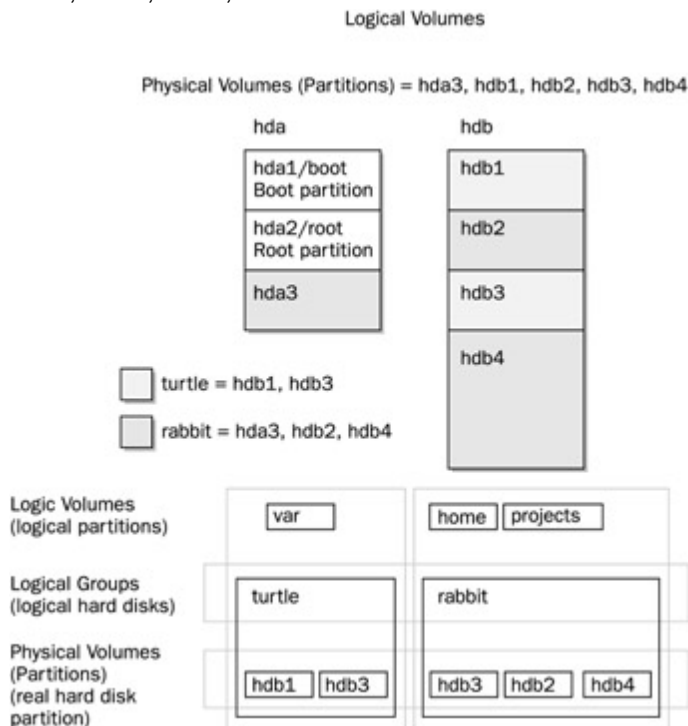 Logical Volumes
Physical Volumes (Partitions) = hda3, hdb1, hdb2, hdb3, hdb4
hda
hdb
hda1/boot
Boot partition
hda2/root
Root partition
hda3
hdb1
hdb2
hdb3
hdb4
turtle = hdb1, hdb3
rabbit = hda3, hdb2, hdb4
Logic Volumes
(logical partitions)
var
home
projects
Logical Groups
(logical hard disks)
turtle
rabbit
Physical Volumes
(Partitions)
(real hard disk
partition)
hdb1
hdb3
hdb3
hdb2
hdb4